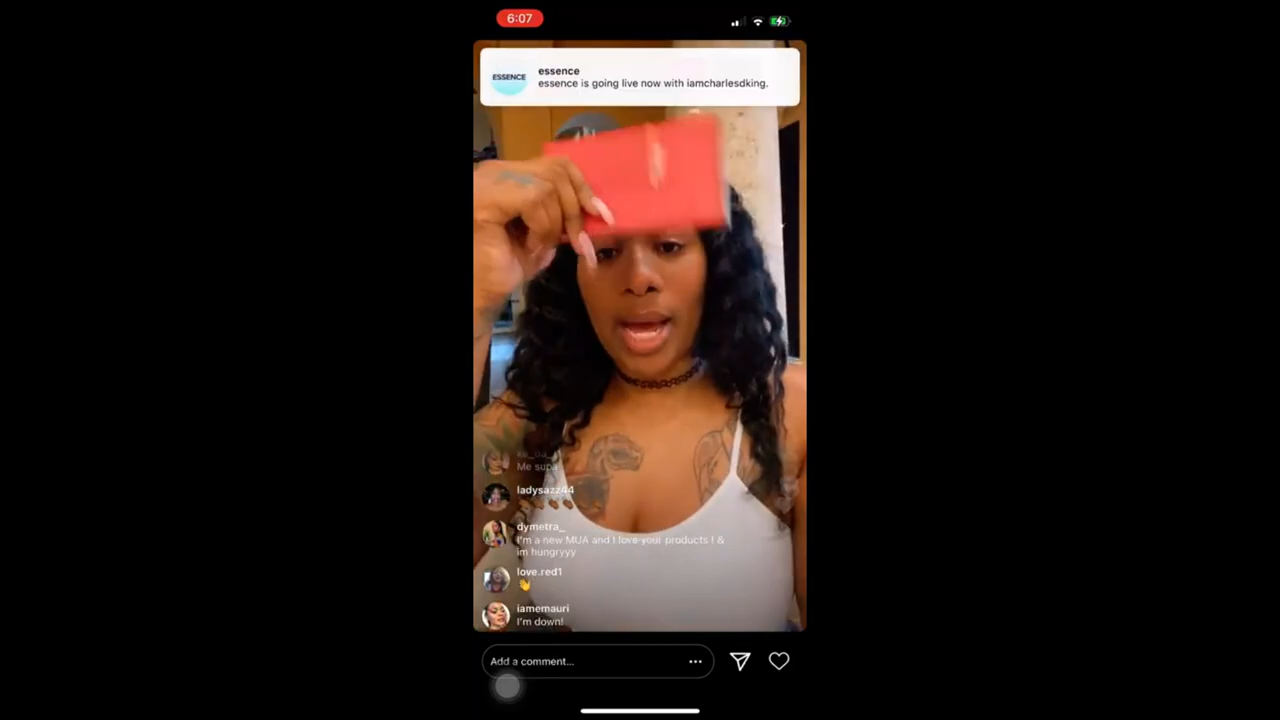 6:07
ESSENCE
essence
essence is going live now with iamcharlesdking.
Me supa
ladysazz44
dymetra_
I'm a new MUA and I love your products ! &
im hungryyy
love.red1
iamemauri
I'm down!
Add a comment...